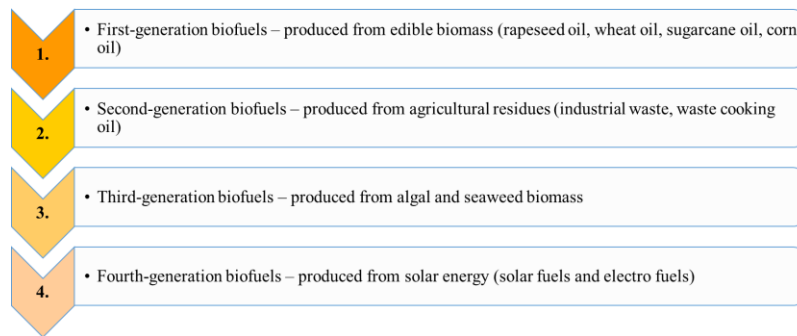 1.
• First-generation biofuels – produced from edible biomass (rapeseed oil, wheat oil, sugarcane oil, corn
oil)
2.
• Second-generation biofuels – produced from agricultural residues (industrial waste, waste cooking
oil)
3.
• Third-generation biofuels – produced from algal and seaweed biomass
4.
• Fourth-generation biofuels – produced from solar energy (solar fuels and electro fuels)